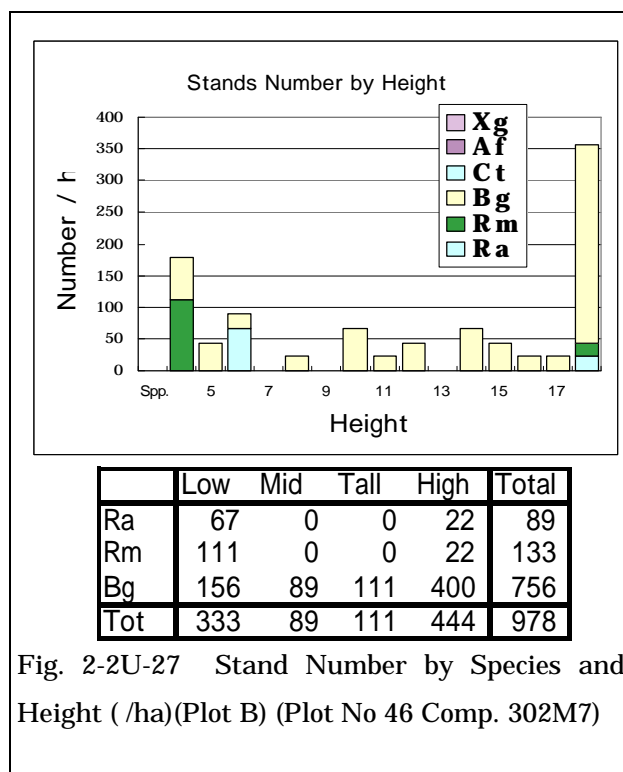 Stands Number by Height
400
350
300
250
200
150
100
50
0
Number / h
Xg
Af
Ct
Bg
Rm
Ra
Spp. 5 7 9 11 13 15 17
Height
Low Mid Tall High Total
Ra 67 0 0 22 89
Rm 111 0 0 22 133
Bg 156 89 111 400 756
Tot 333 89 111 444 978
Fig. 2-2U-27 Stand Number by Species and
Height ( /ha)(Plot B) (Plot No 46 Comp. 302M7)